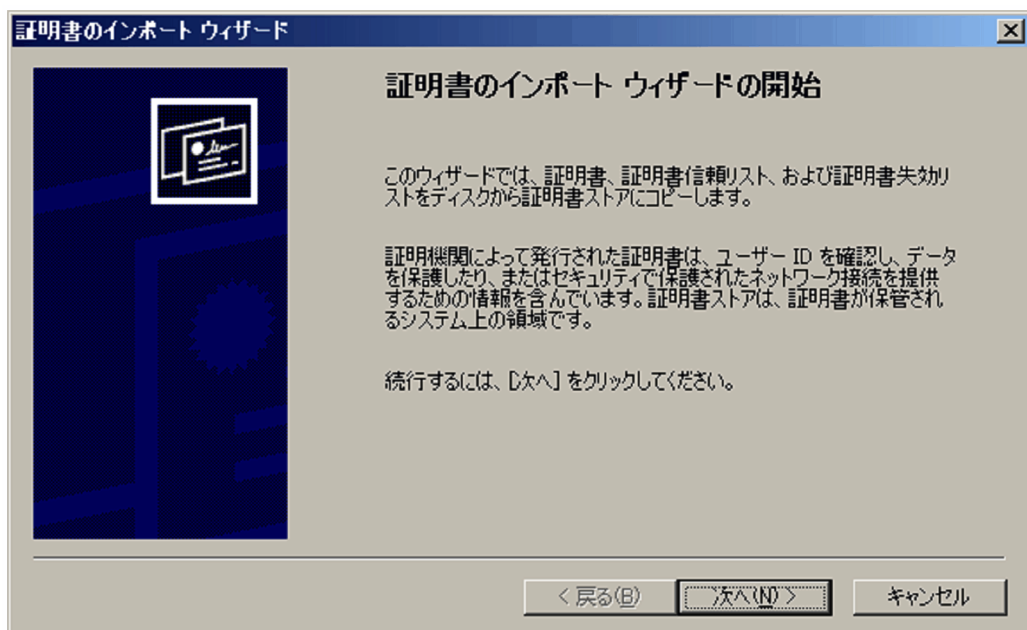 証明書のインポート ウィザード
証明書のインポート ウィザードの開始
このウィザードでは、証明書、証明書信頼リスト、および証明書失効リ
ストをディスクから証明書ストアにコピーします。
証明機関によって発行された証明書は、ユーザー ID を確認し、データ
を保護したり、またはセキュリティで保護されたネットワーク接続を提供
するための情報を含んでいます。証明書ストアは、証明書が保管され
るシステム上の領域です。
続行するには、[次へ] をクリックしてください。
< 戻る(B) 次へ(N) > キャンセル